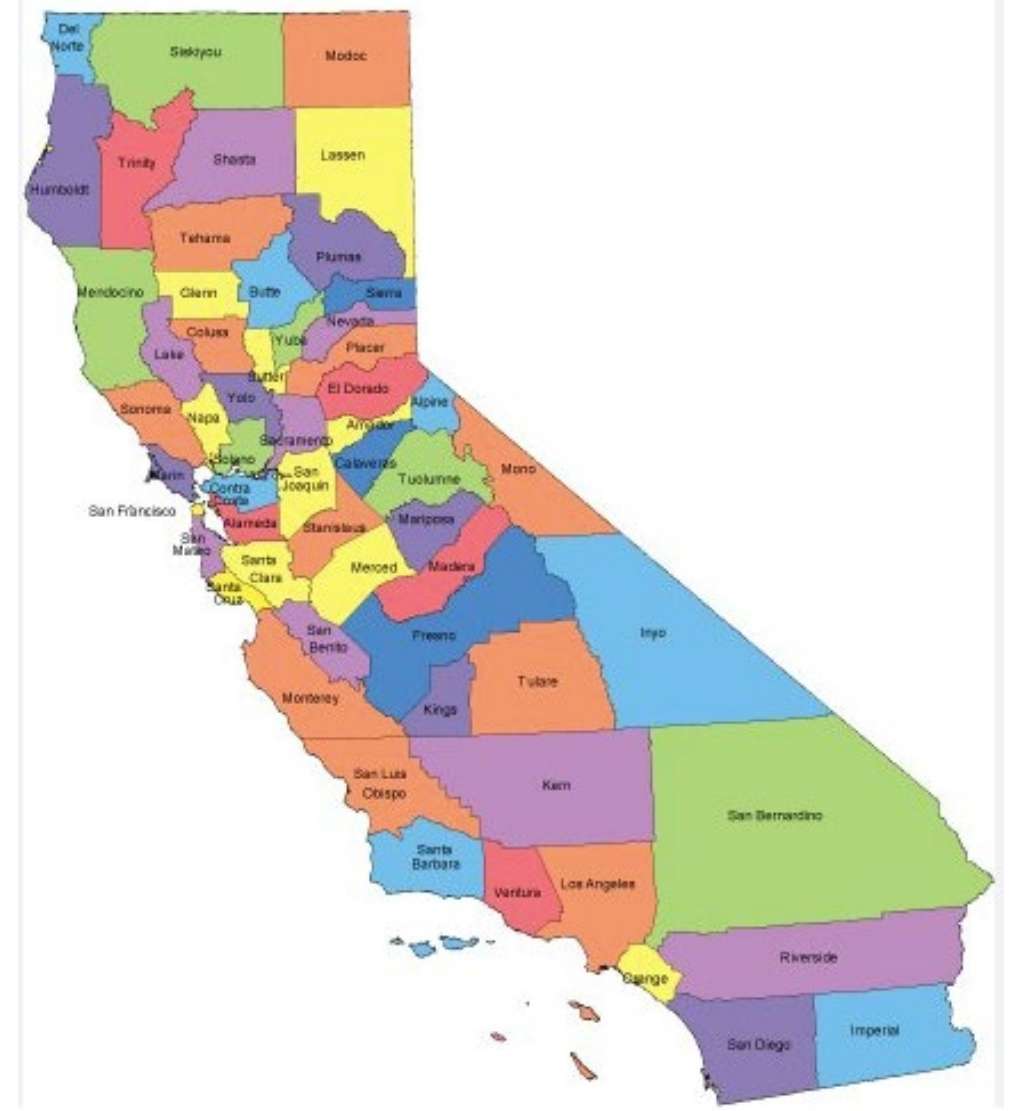 Del
Norte
Siskiyou
Modoc
Trinity
Shasta
Lassen
Humboldt
Tehama
Plumas
Mendocino
Glenn
Butte
Sierra
Nevada
Colusa
Yuba
Placer
Lake
Sutter
El Dorado
Yolo
Alpine
Sonoma
Napa
Amador
Sacramento
Solano
Calaveras
Mono
Marin
San
Joaquin
Tuolumne
Contra
Costa
San Francisco
Alameda
Stanislaus
Mariposa
San
Mateo
Santa
Clara
Merced
Madera
Santa
Cruz
San
Benito
Fresno
Inyo
Monterey
Kings
Tulare
San Luis
Obispo
Kern
San Bernardino
Santa
Barbara
Ventura
Los Angeles
Orange
Riverside
San Diego
Imperial